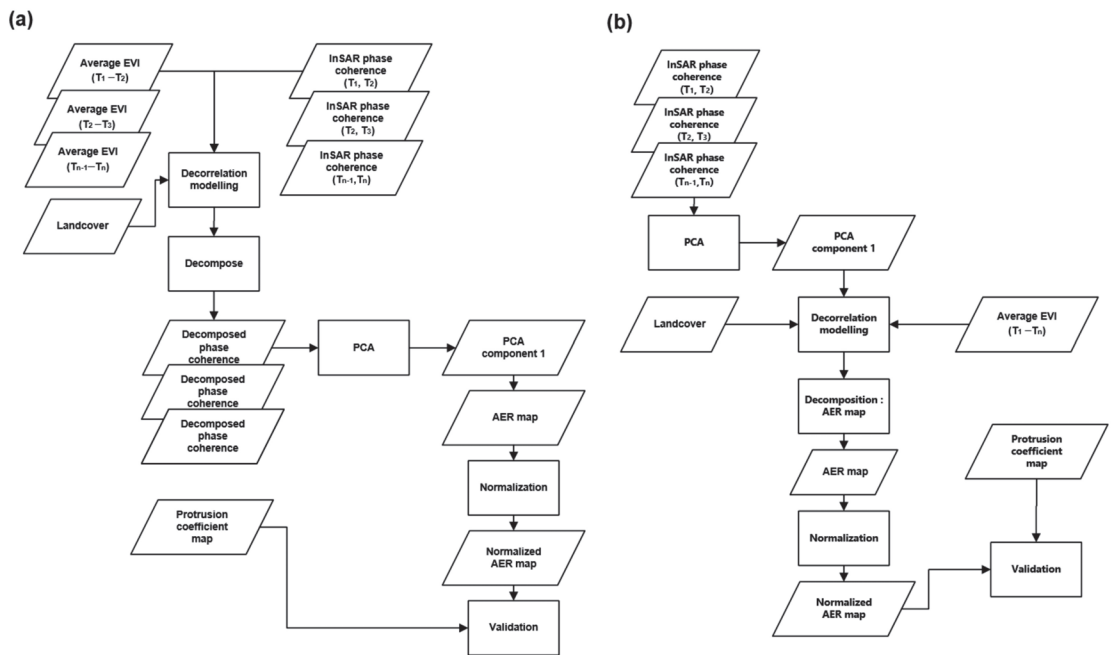 (a)
Average EVI
(T1 – T2)
Average EVI
(T2 – T3)
Average EVI
(Tn-1 – Tn)
InSAR phase
coherence
(T1, T2)
InSAR phase
coherence
(T2, T3)
InSAR phase
coherence
(Tn-1, Tn)
Decorrelation
modelling
Landcover
Decompose
Decomposed
phase
coherence
Decomposed
phase
coherence
Decomposed
phase
coherence
PCA
PCA
component 1
AER map
Normalization
Protrusion
coefficient
map
Normalized
AER map
Validation
(b)
InSAR phase
coherence
(T1, T2)
InSAR phase
coherence
(T2, T3)
InSAR phase
coherence
(Tn-1,Tn)
PCA
PCA
component 1
Landcover
Decorrelation
modelling
Average EVI
(T1 – Tn)
Decomposition :
AER map
AER map
Protrusion
coefficient
map
Normalization
Validation
Normalized
AER map